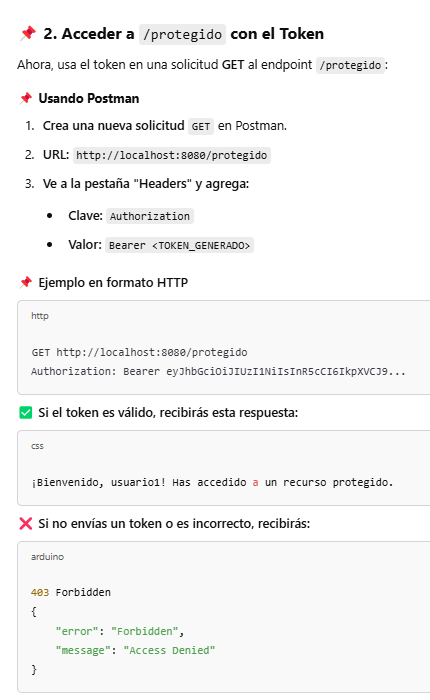 📌 2. Acceder a /protegido con el Token
Ahora, usa el token en una solicitud GET al endpoint /protegido:
📌 Usando Postman
1. Crea una nueva solicitud GET en Postman.
2. URL: http://localhost:8080/protegido
3. Ve a la pestaña "Headers" y agrega:
• Clave: Authorization
• Valor: Bearer <TOKEN_GENERADO>
📌 Ejemplo en formato HTTP
http
GET http://localhost:8080/protegido
Authorization: Bearer eyJhbGciOiJIUzI1NiIsInR5cCI6IkpXVCJ9...
✅ Si el token es válido, recibirás esta respuesta:
css
¡Bienvenido, usuario1! Has accedido a un recurso protegido.
❌ Si no envías un token o es incorrecto, recibirás:
arduino
403 Forbidden
{
    "error": "Forbidden",
    "message": "Access Denied"
}